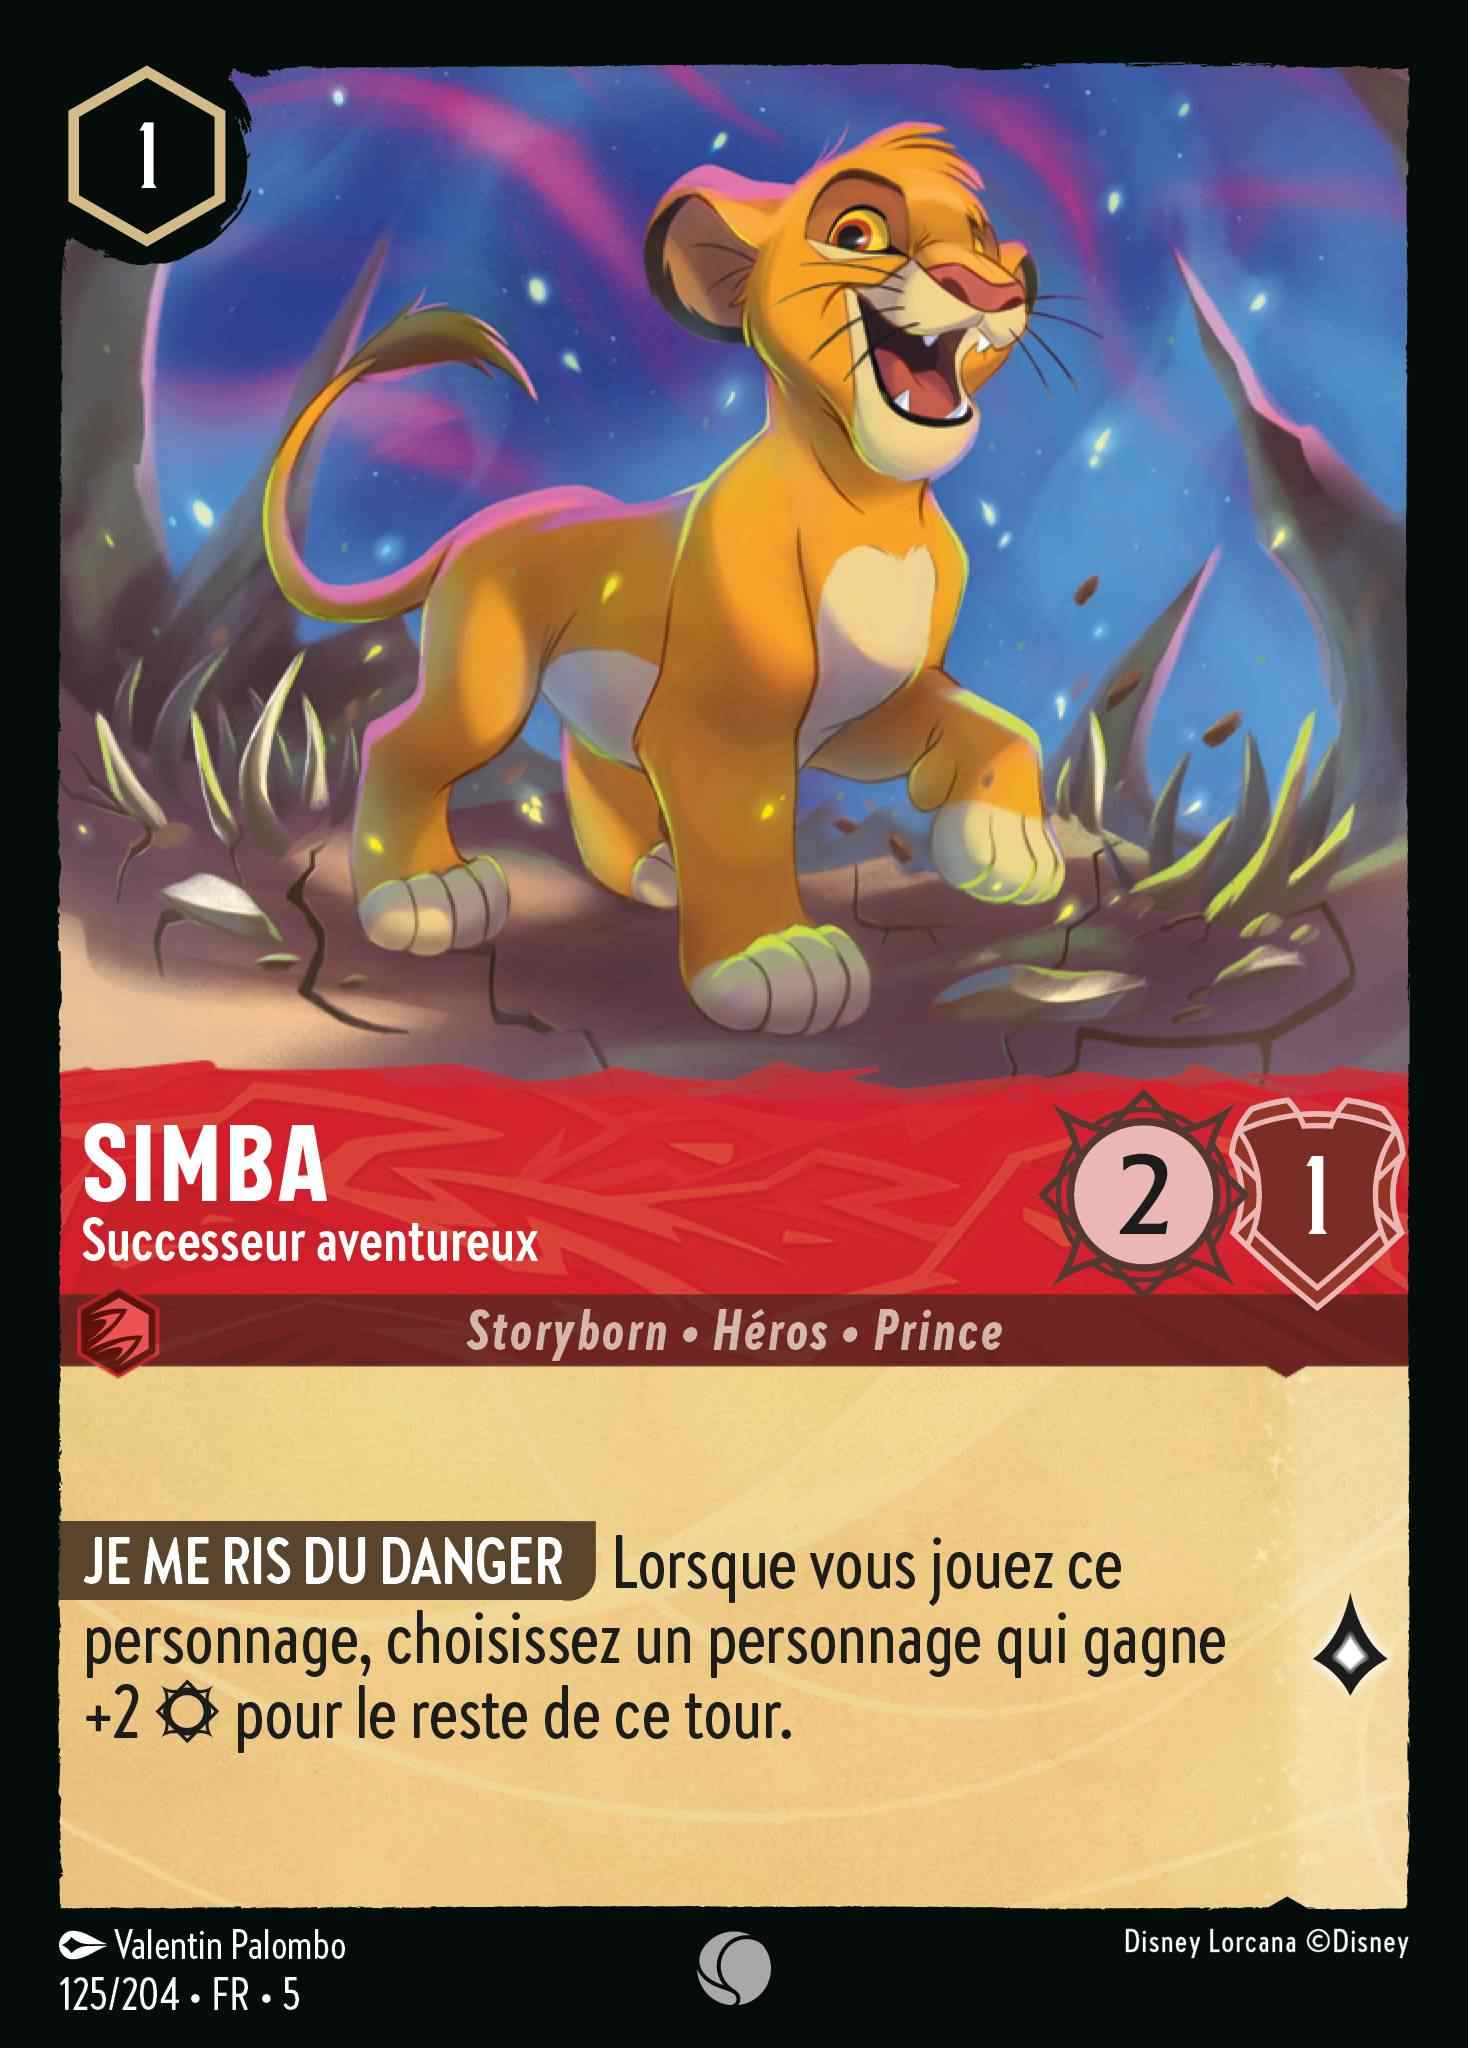 1
SIMBA
Successeur aventureux
2
1
Storyborn • Héros • Prince
JE ME RIS DU DANGER Lorsque vous jouez ce
personnage, choisissez un personnage qui gagne
+2 pour le reste de ce tour.
Valentin Palombo
125/204 • FR • 5
Disney Lorcana ©Disney